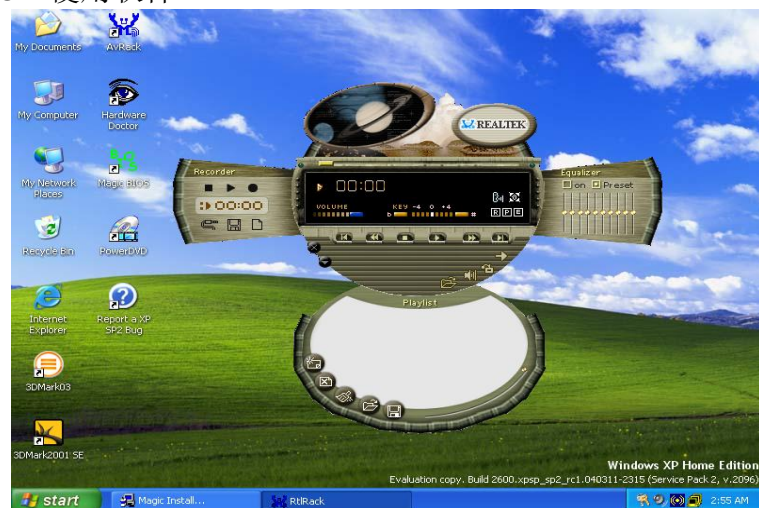 My Documents
AvRack
My Computer
Hardware
Doctor
My Network
Places
Magic BIOS
Recycle Bin
PowerDVD
Internet
Explorer
Report a XP
SP2 Bug
3DMark03
3DMark2001 SE
REALTEK
Recorder
00:00
00:00
VOLUME
KEY -4 0 +4
b #
R P E
Equalizer
on Preset
Playlist
Windows XP Home Edition
Evaluation copy. Build 2600.xpsp_sp2_rc1.040311-2315 (Service Pack 2, v.2096)
start
Magic Install...
RtlRack
2:55 AM